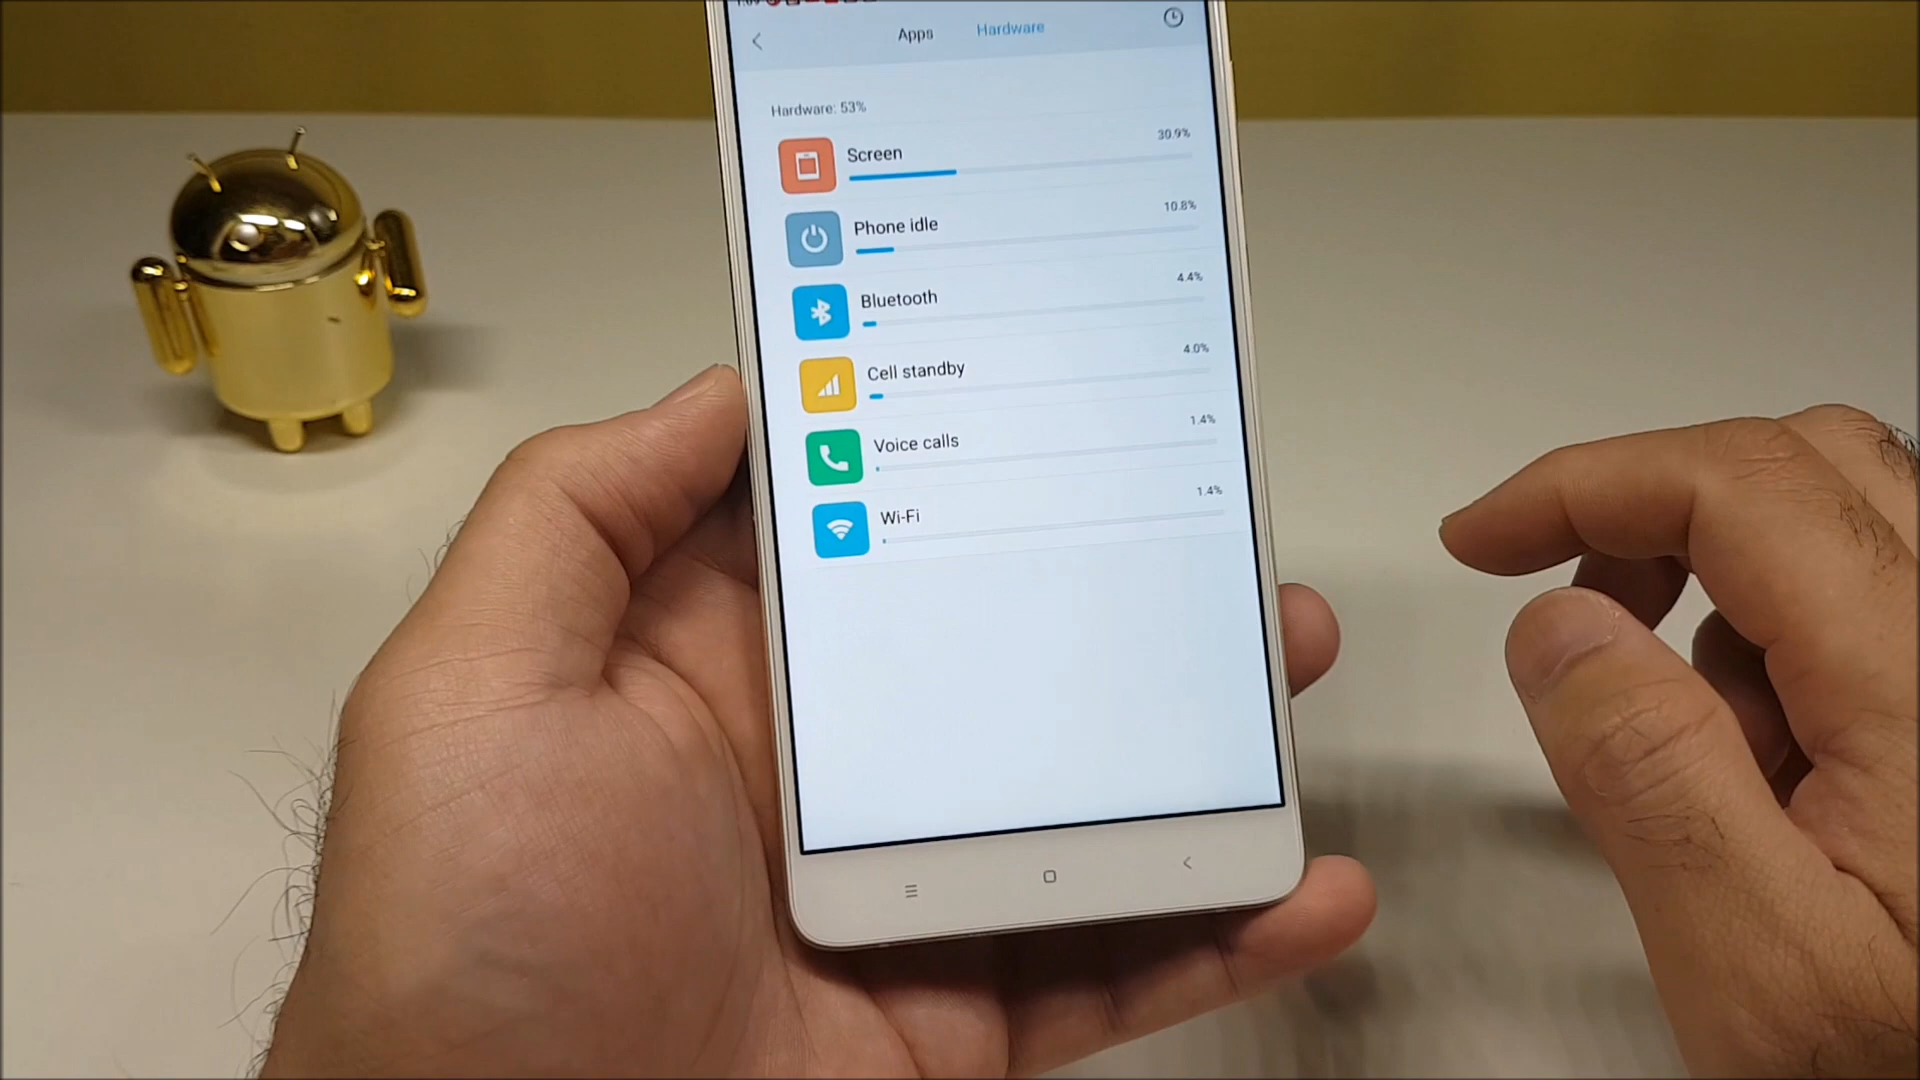 Apps Hardware
Hardware: 53%
Screen 30.9%
Phone idle 10.8%
Bluetooth 4.4%
Cell standby 4.0%
Voice calls 1.4%
Wi-Fi 1.4%